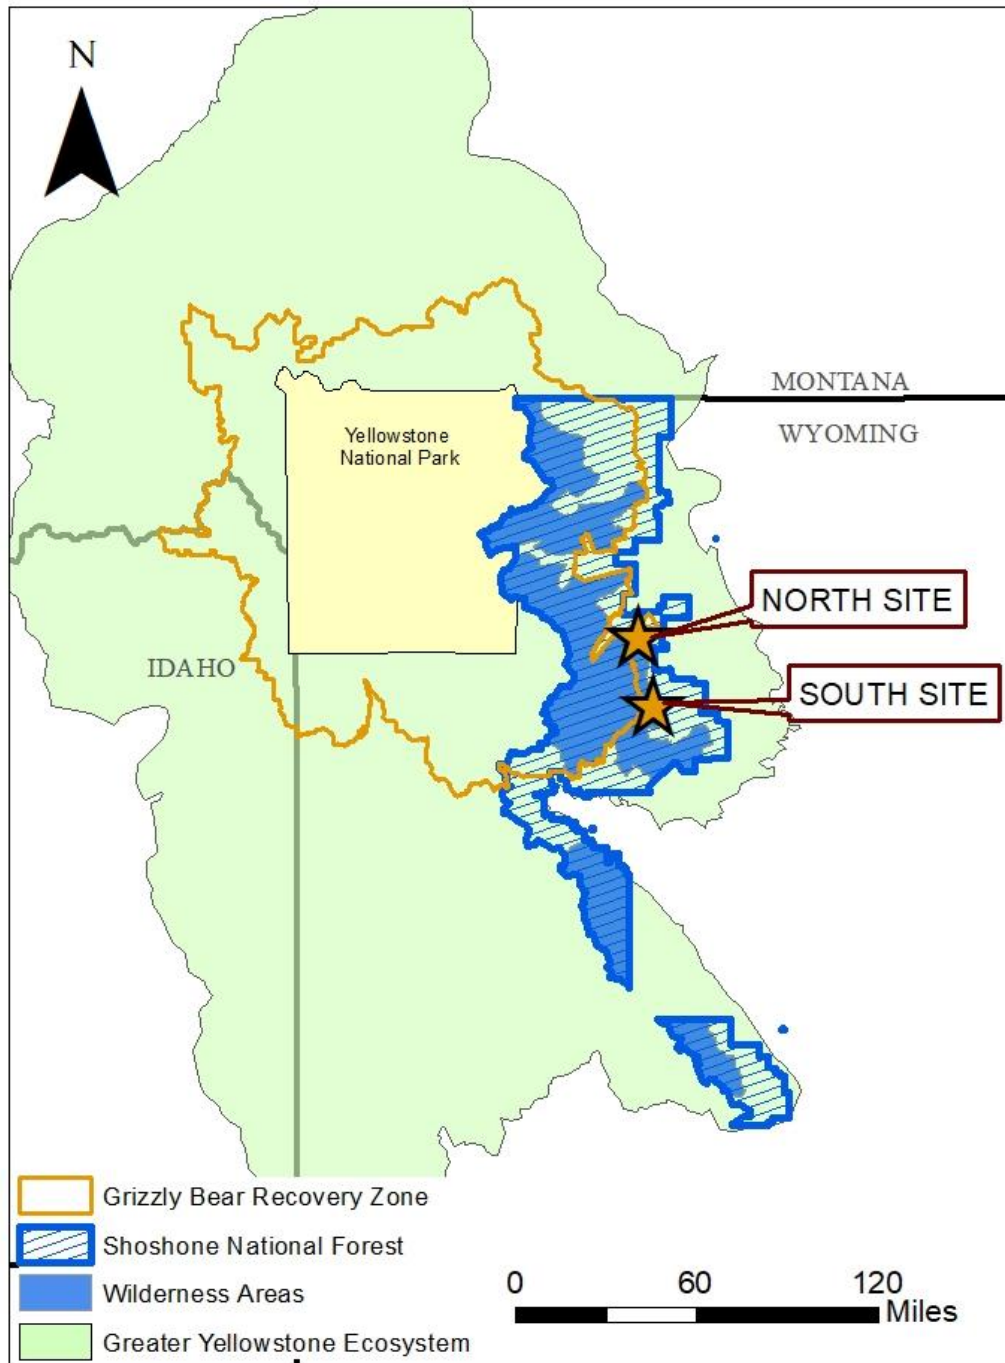 N
MONTANA
WYOMING
Yellowstone
National Park
NORTH SITE
IDAHO
SOUTH SITE
Grizzly Bear Recovery Zone
Shoshone National Forest
Wilderness Areas
Greater Yellowstone Ecosystem
0 60 120
Miles